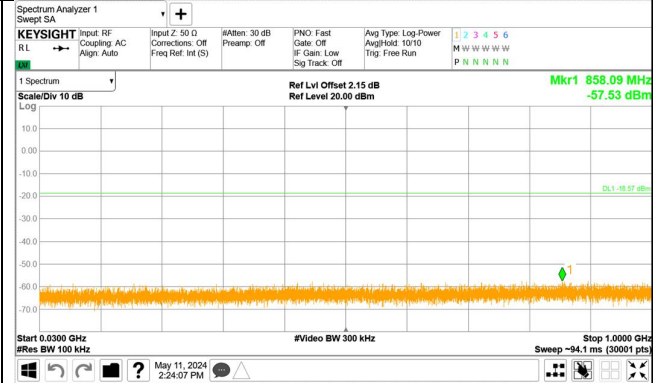 Spectrum Analyzer 1
Swept SA
+
KEYSIGHT Input: RF Input Z: 50 Ω #Atten: 30 dB PNO: Fast Avg Type: Log-Power 1 2 3 4 5 6
RL Coupling: AC Corrections: Off Preamp: Off Gate: Off Avg|Hold: 10/10 M W W W W W
Align: Auto Freq Ref: Int (S) IF Gain: Low Trig: Free Run
LXI Sig Track: Off P N N N N N
1 Spectrum Ref Lvl Offset 2.15 dB Mkr1 858.09 MHz
Scale/Div 10 dB Ref Level 20.00 dBm -57.53 dBm
Log
10.0
0.00
-10.0
DL1 -18.57 dBm
-20.0
-30.0
-40.0
-50.0
1
-60.0
-70.0
Start 0.0300 GHz #Video BW 300 kHz Stop 1.0000 GHz
#Res BW 100 kHz Sweep ~94.1 ms (30001 pts)
? May 11, 2024
2:24:07 PM